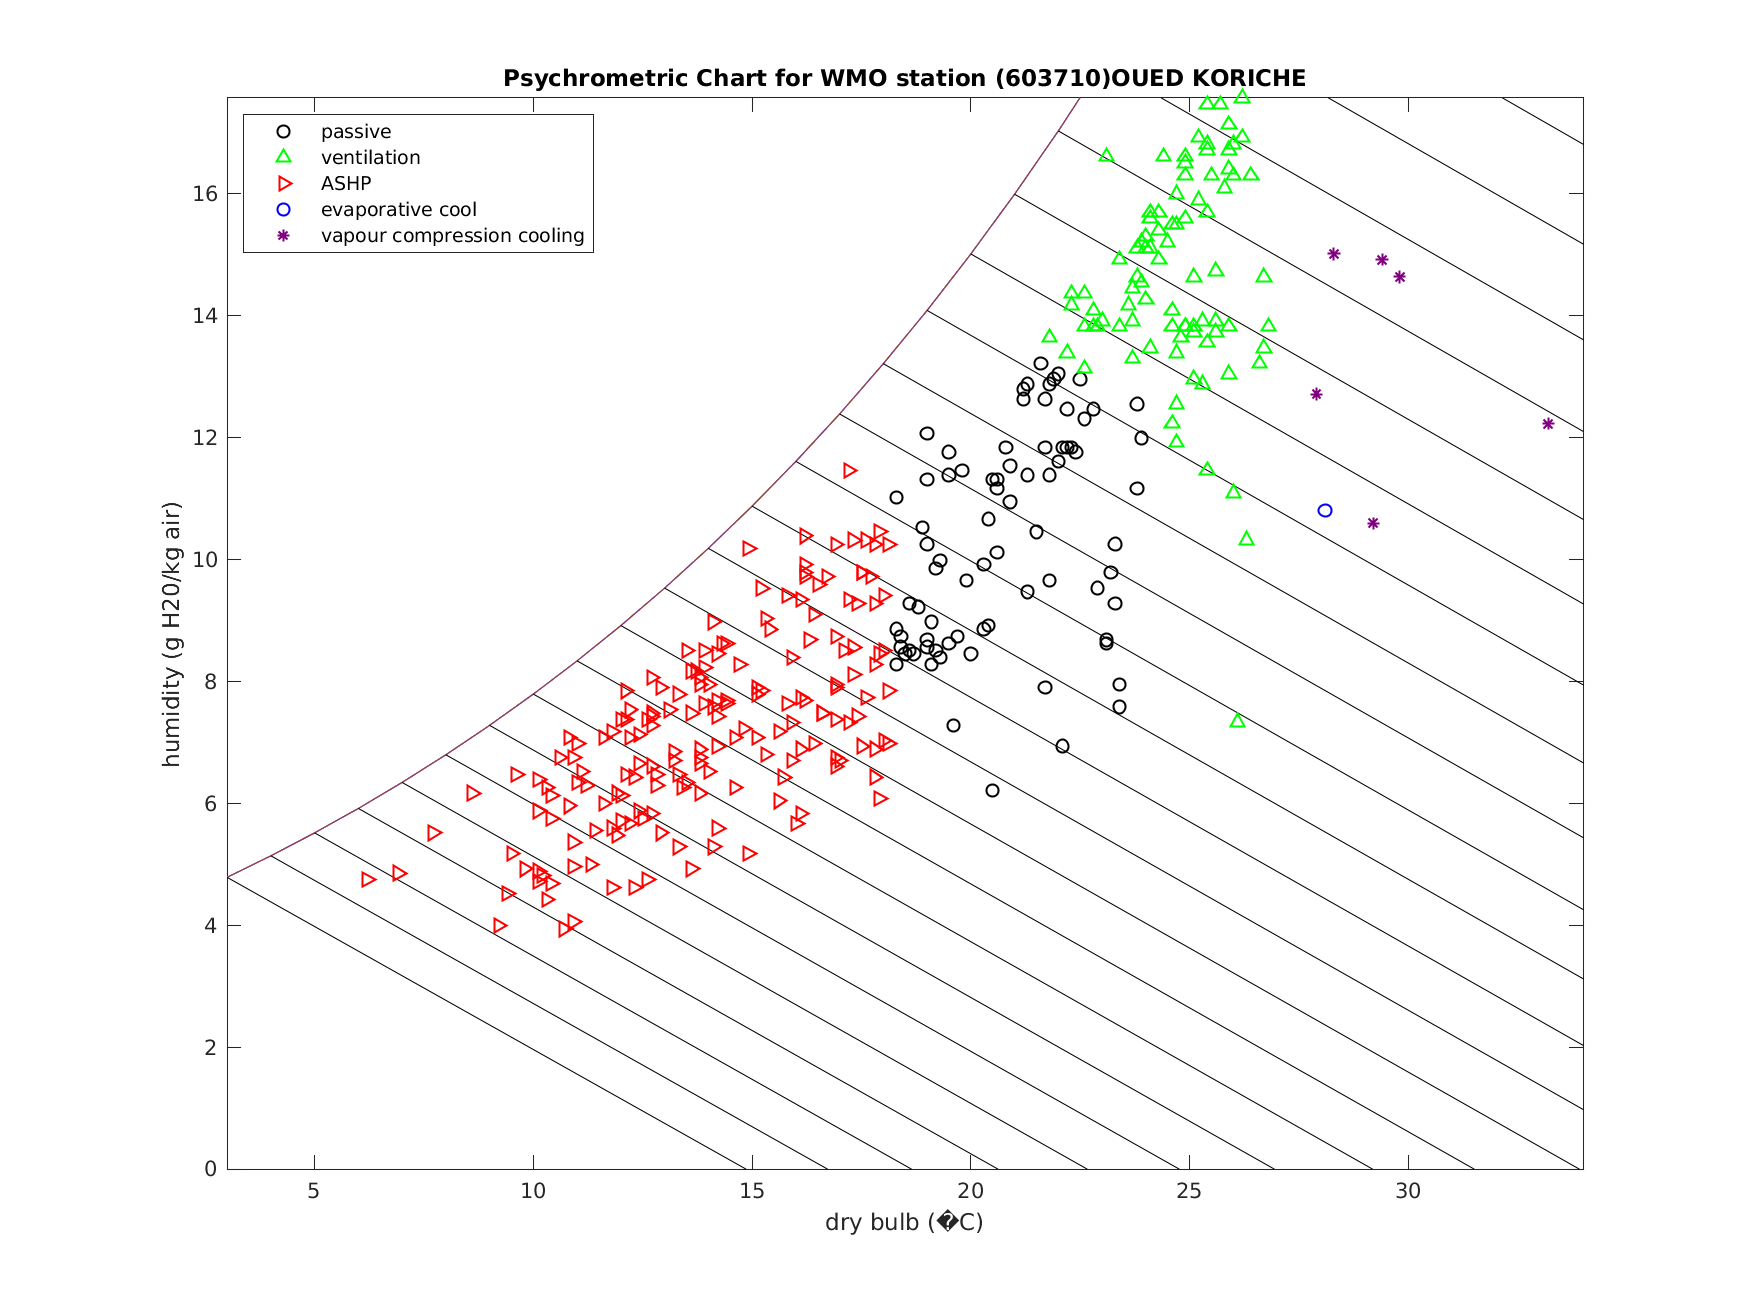 Psychrometric Chart for WMO station (603710)OUED KORICHE
passive
ventilation
ASHP
evaporative cool
vapour compression cooling
humidity (g H20/kg air)
16
14
12
10
8
6
4
2
0
5 10 15 20 25 30
dry bulb (�C)